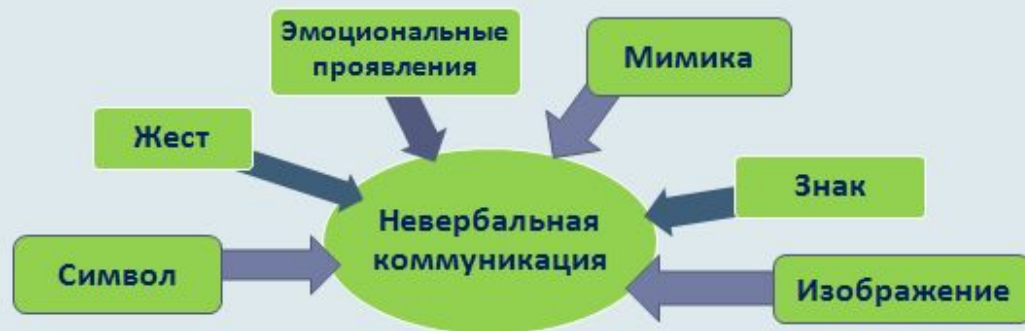 Эмоциональные
проявления
Мимика
Жест
Знак
Невербальная
коммуникация
Символ
Изображение